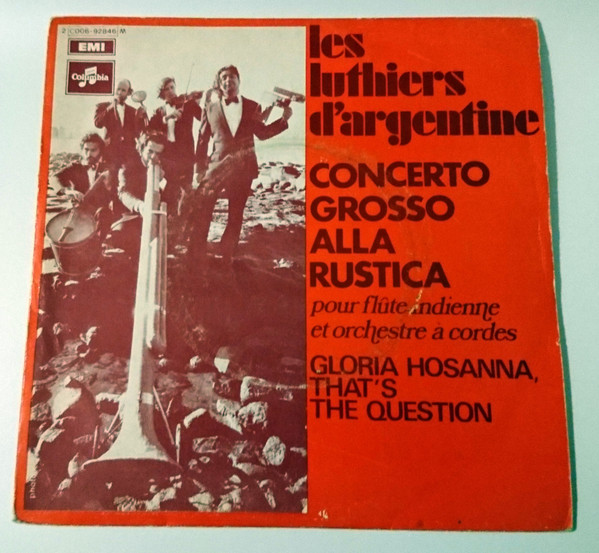 2 C006-92846 M
EMI
Columbia
les
luthiers
d'argentine
CONCERTO
GROSSO
ALLA
RUSTICA
pour flûte indienne
et orchestre à cordes
GLORIA HOSANNA,
THAT'S
THE QUESTION